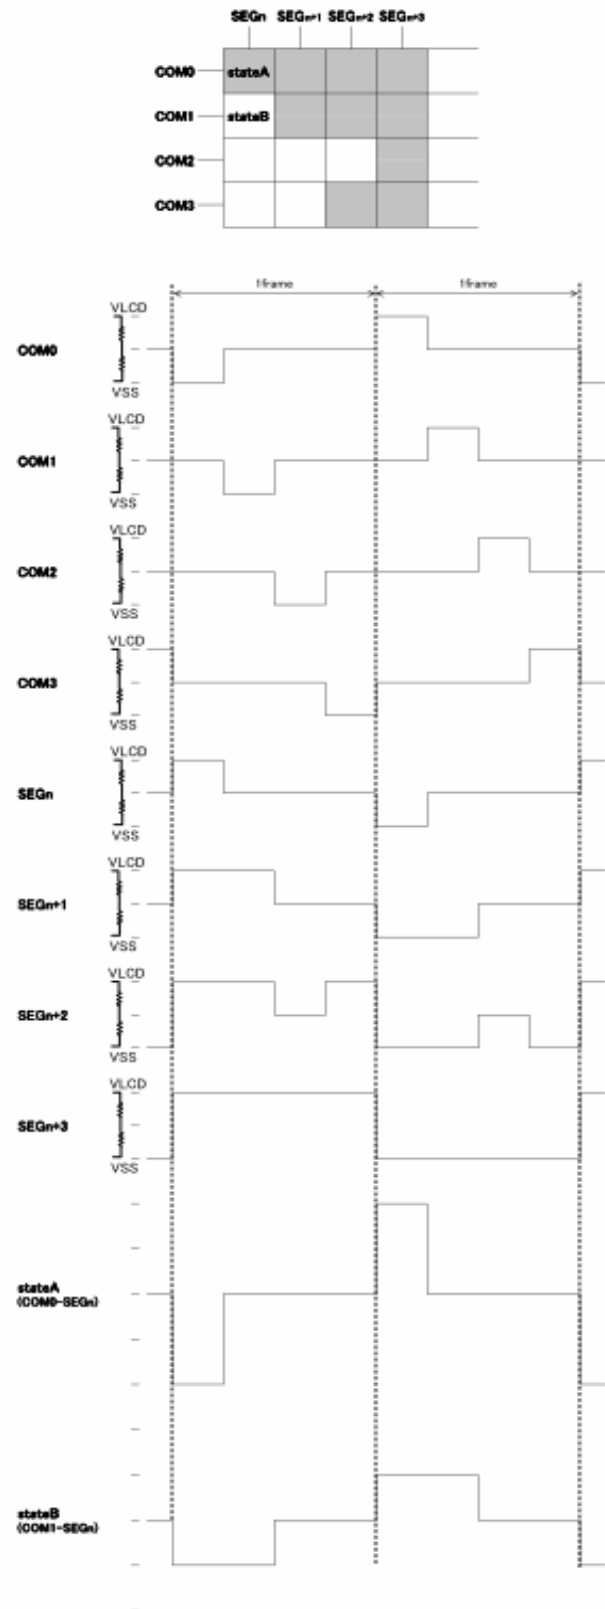 SEGn SEGn+1 SEGn+2 SEGn+3
COM0 stateA
COM1 stateB
COM2
COM3
1frame 1frame
VLCD
COM0
VSS
VLCD
COM1
VSS
VLCD
COM2
VSS
VLCD
COM3
VSS
VLCD
SEGn
VSS
VLCD
SEGn+1
VSS
VLCD
SEGn+2
VSS
VLCD
SEGn+3
VSS
stateA
(COM0-SEGn)
stateB
(COM1-SEGn)